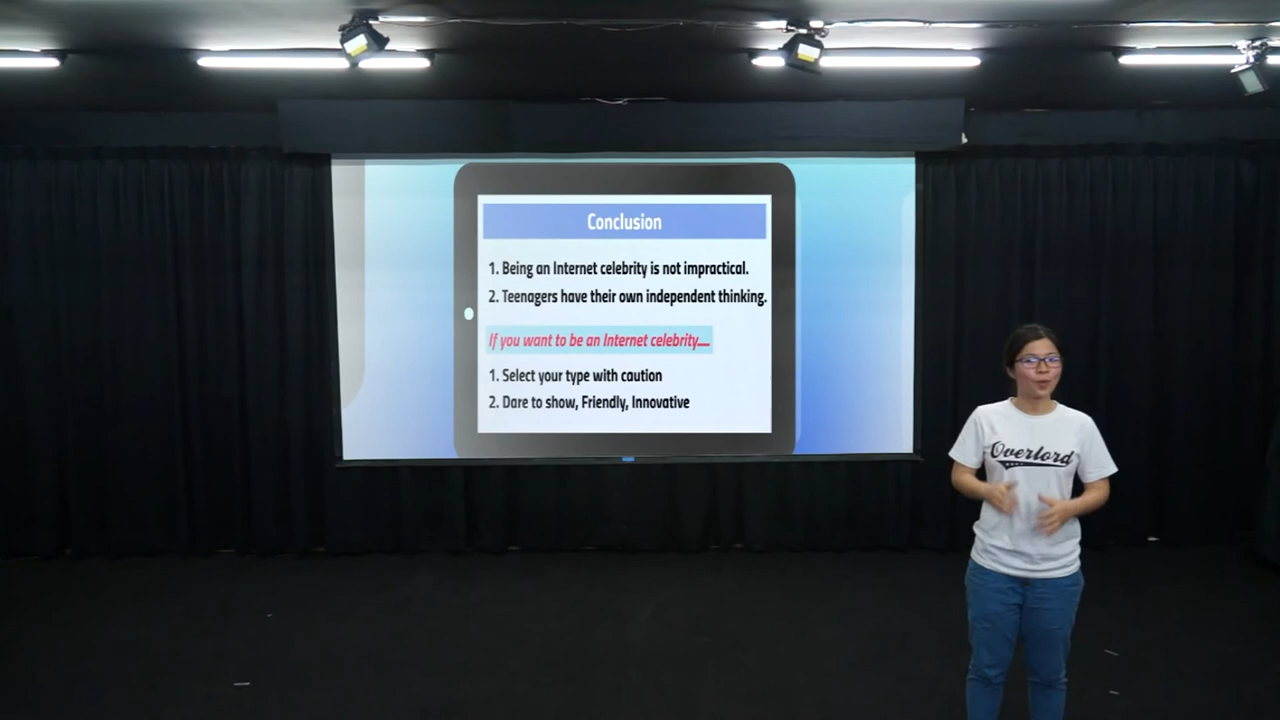 Conclusion
1. Being an Internet celebrity is not impractical.
2. Teenagers have their own independent thinking.
If you want to be an Internet celebrity....
1. Select your type with caution
2. Dare to show, Friendly, Innovative
Overlord